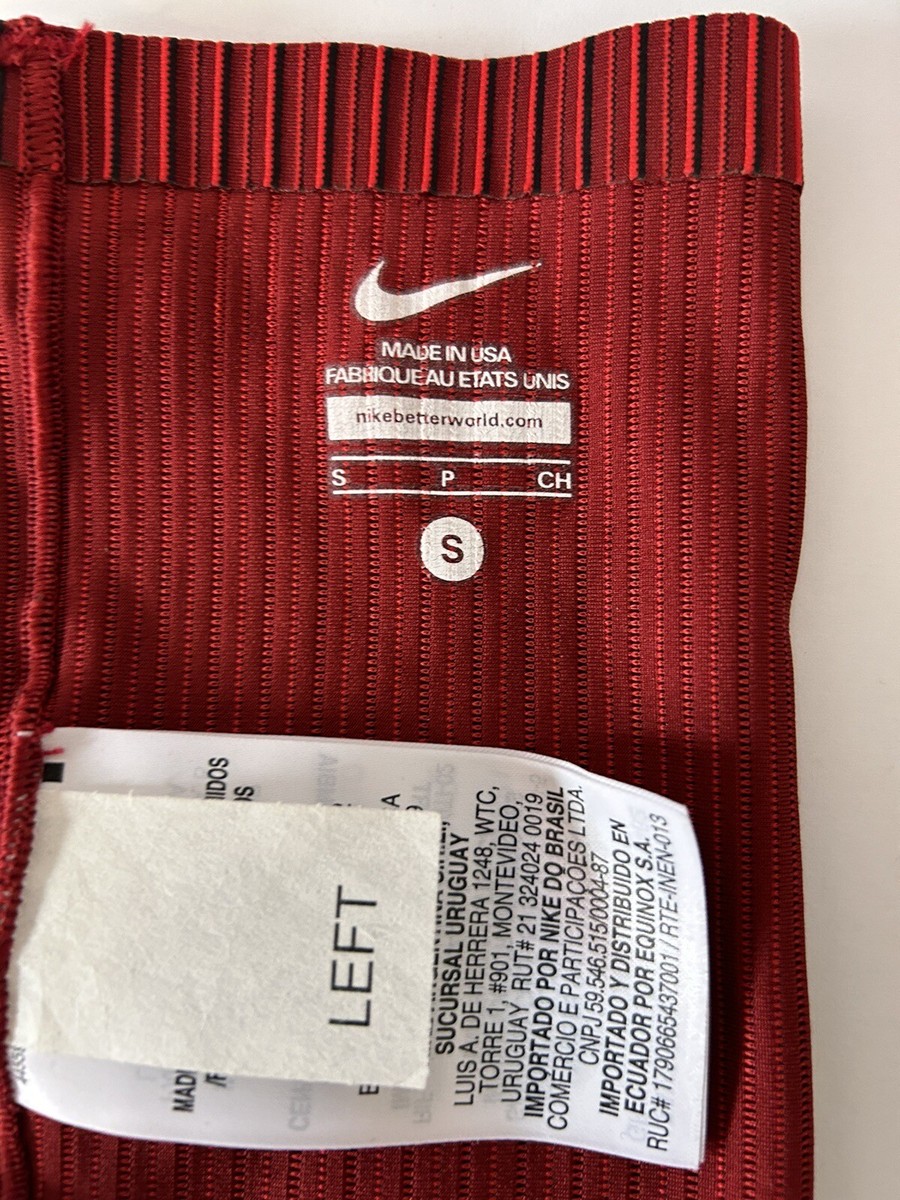 MADE IN USA
FABRIQUE AU ETATS UNIS
nikebetterworld.com
S P CH
S
LEFT
SUCURSAL URUGUAY
LUIS A. DE HERRERA 1248, WTC,
TORRE 1, #901, MONTEVIDEO,
URUGUAY RUT# 21 324024 0019
IMPORTADO POR NIKE DO BRASIL
COMÉRCIO E PARTICIPAÇÕES LTDA.
CNPJ 59.546.515/0004-87
IMPORTADO Y DISTRIBUIDO EN
ECUADOR POR EQUINOX S.A.
RUC# 1790665437001 / RTE-INEN-013